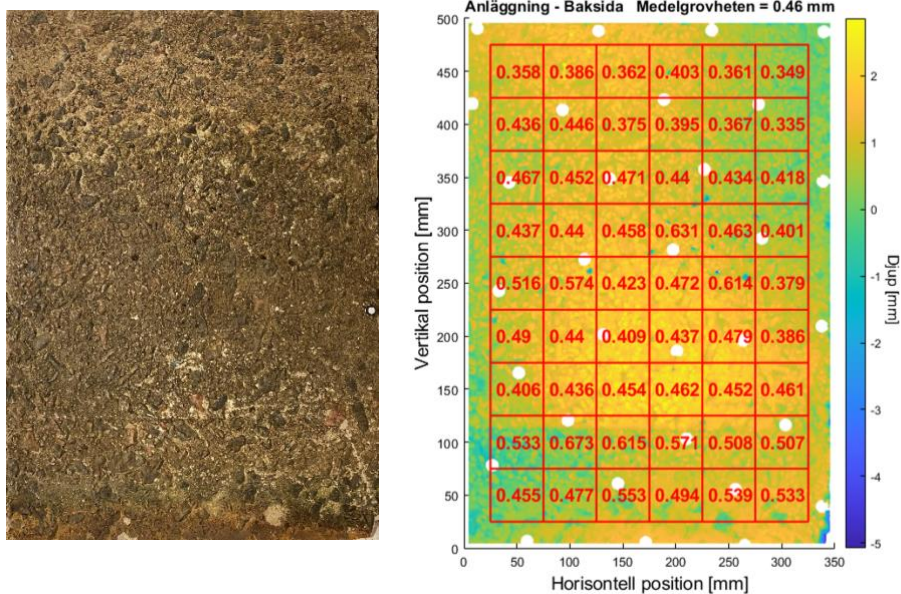 Anläggning - Baksida   Medelgrovheten = 0.46 mm
500
450
400
350
300
250
200
150
100
50
0
Vertikal position [mm]
0.358 0.386 0.362 0.403 0.361 0.349
0.436 0.446 0.375 0.395 0.367 0.335
0.467 0.452 0.471 0.44 0.434 0.418
0.437 0.44 0.458 0.631 0.463 0.401
0.516 0.574 0.423 0.472 0.614 0.379
0.49 0.44 0.409 0.437 0.479 0.386
0.406 0.436 0.454 0.462 0.452 0.461
0.533 0.673 0.615 0.571 0.508 0.507
0.455 0.477 0.553 0.494 0.539 0.533
0 50 100 150 200 250 300 350
Horisontell position [mm]
2
1
0
-1
-2
-3
-4
-5
Djup [mm]